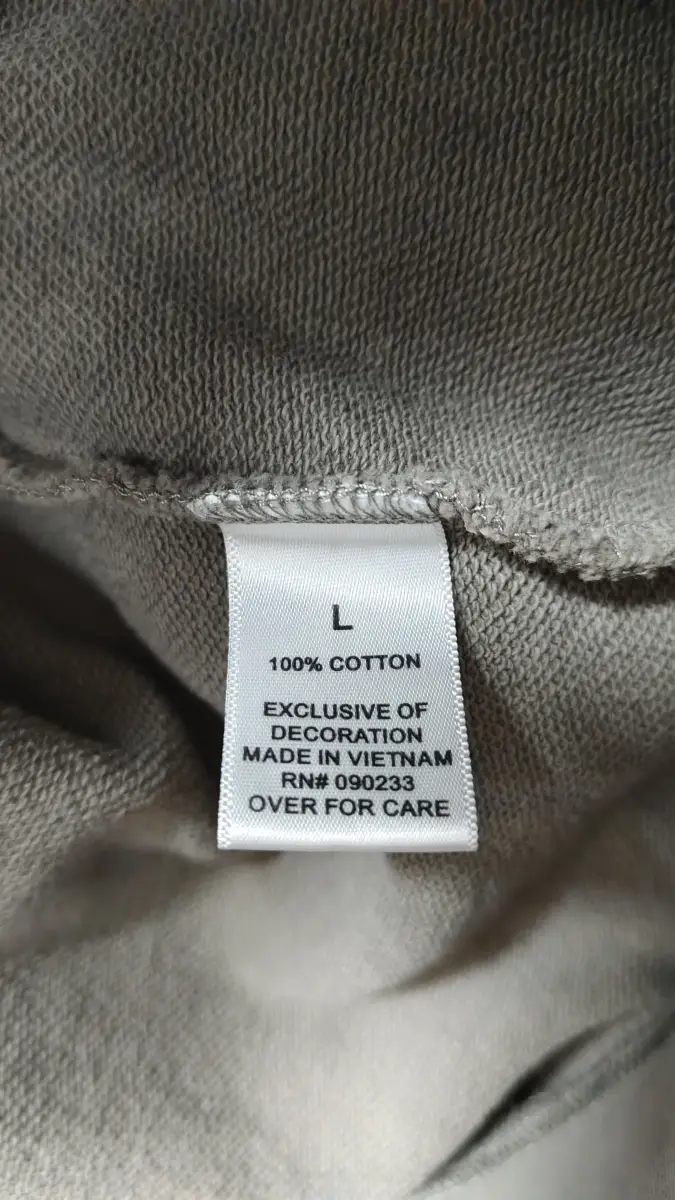 L
100% COTTON
EXCLUSIVE OF
DECORATION
MADE IN VIETNAM
RN# 090233
OVER FOR CARE